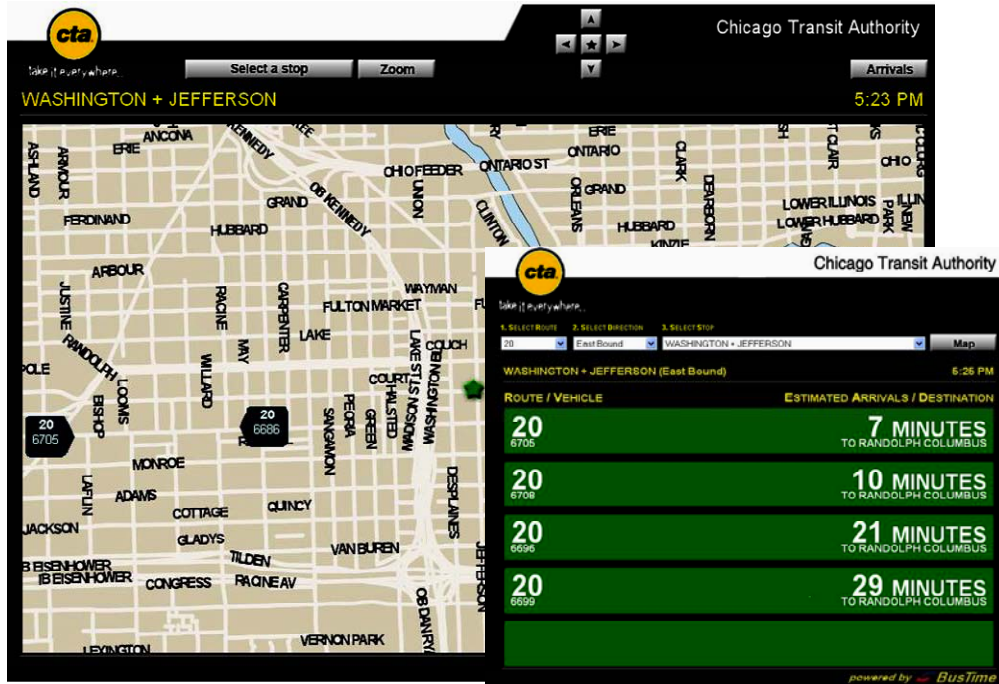 cta
take it everywhere..
Chicago Transit Authority
Select a stop
Zoom
Arrivals
WASHINGTON + JEFFERSON
5:23 PM
ANCONA
ERIE
KENNEDY
ASHLAND
ARMOUR
OHIO FEEDER
UNION
ONTARIO ST
ERIE
ONTARIO
CLARK
OHIO
GRAND
OB KENNEDY
ORLEANS
GRAND
DEARBORN
FERDINAND
HUBBARD
CLINTON
HUBBARD
LOWER ILLINOIS
LOWER HUBBARD
PARK
NEW
KINZIE
ARBOUR
JUSTINE
RACINE
CARPENTER
WAYMAN
FULTON MARKET
LAKE
MAY
RANDOLPH
WILLARD
LAKE ST
COUCH
COURT
HALSTED
MADISON ST
WASHINGTON
BISHOP
LOOMIS
20
6705
20
6686
SANGAMON
PEORIA
GREEN
MONROE
LAFLIN
ADAMS
COTTAGE
QUINCY
DESPLAINES
JACKSON
GLADYS
TILDEN
VAN BUREN
JEFFERSON
B EISENHOWER
IB EISENHOWER
CONGRESS
RACINE AV
OB DAN RY
VERNON PARK
LEXINGTON
cta
take it everywhere..
Chicago Transit Authority
1. SELECT ROUTE 2. SELECT DIRECTION 3. SELECT STOP
20 East Bound WASHINGTON + JEFFERSON Map
WASHINGTON + JEFFERSON (East Bound) 5:25 PM
ROUTE / VEHICLE ESTIMATED ARRIVALS / DESTINATION
20 7 MINUTES
6705 TO RANDOLPH COLUMBUS
20 10 MINUTES
6708 TO RANDOLPH COLUMBUS
20 21 MINUTES
6696 TO RANDOLPH COLUMBUS
20 29 MINUTES
6699 TO RANDOLPH COLUMBUS
powered by BusTime